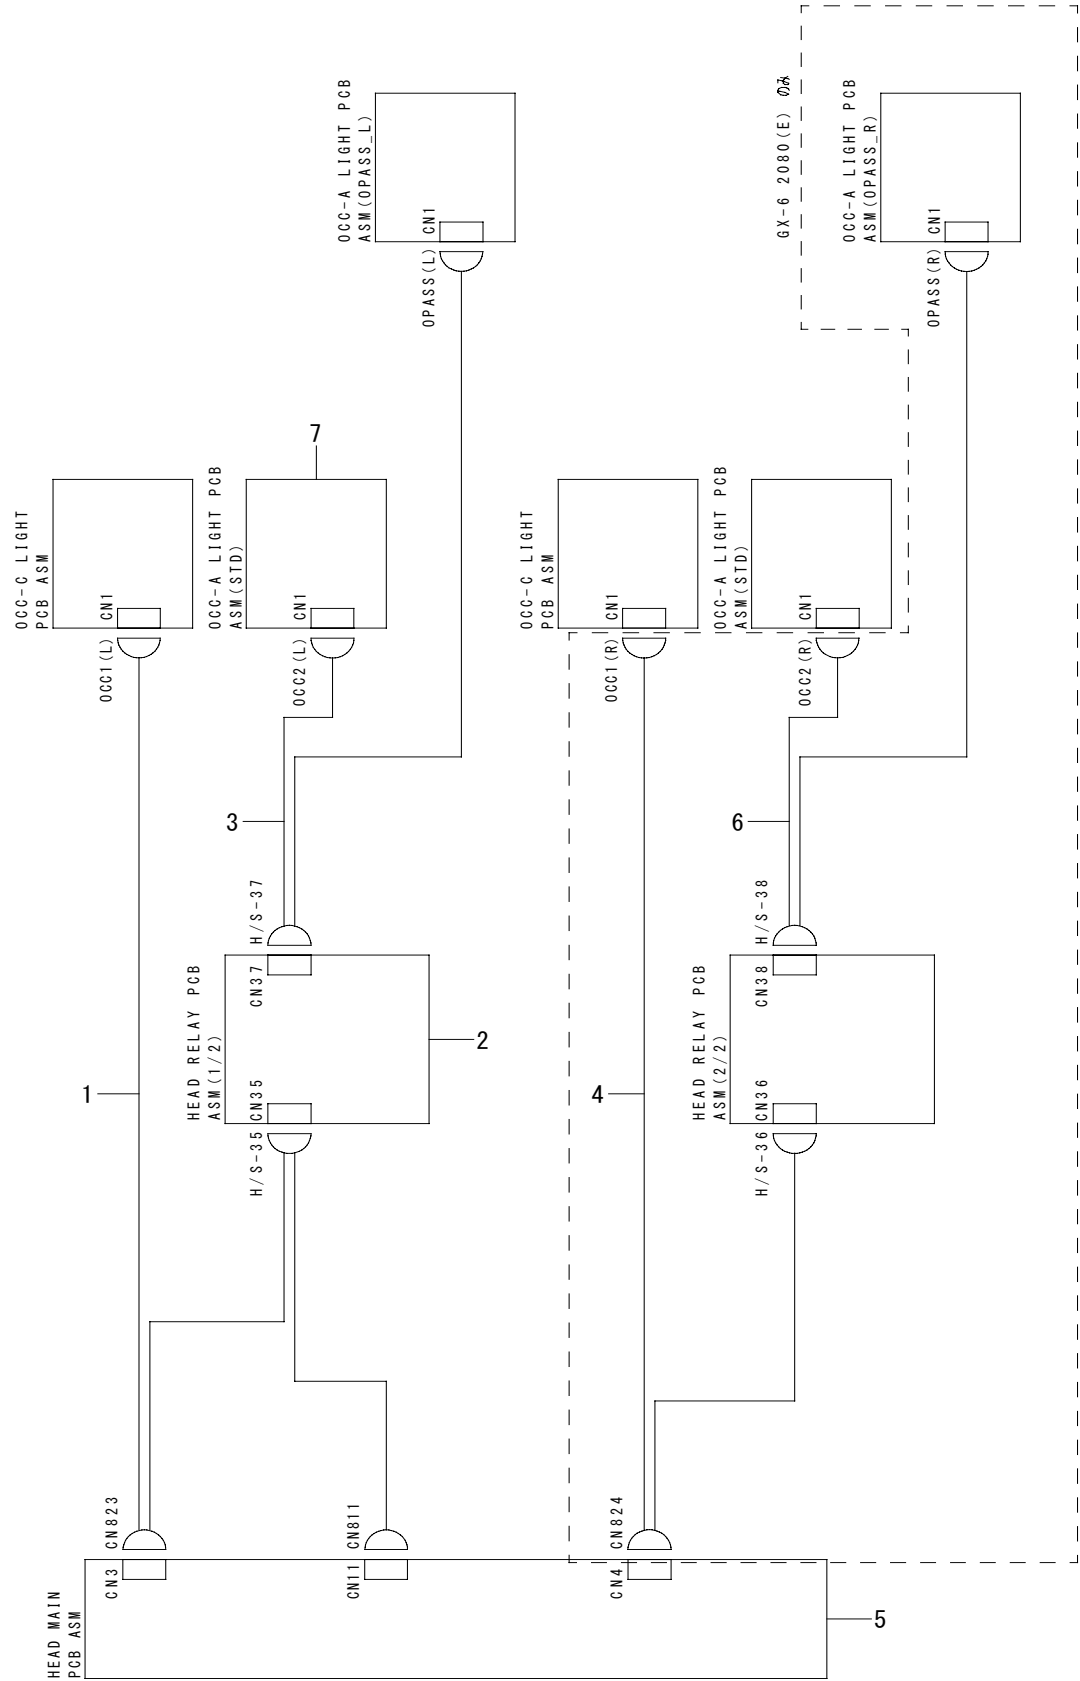 OCC-A LIGHT PCB
ASM(OPASS_L)
CN1
OPASS(L)
GX-6 2080(E) のみ
OCC-A LIGHT PCB
ASM(OPASS_R)
CN1
OPASS(R)
7
OCC-C LIGHT
PCB ASM
CN1
OCC1(L)
OCC-A LIGHT PCB
ASM(STD)
CN1
OCC2(L)
OCC-C LIGHT
PCB ASM
CN1
OCC1(R)
OCC-A LIGHT PCB
ASM(STD)
CN1
OCC2(R)
3
6
H/S-37
H/S-38
HEAD RELAY PCB
ASM(1/2)
CN37
CN35
2
H/S-35
HEAD RELAY PCB
ASM(2/2)
CN38
CN36
H/S-36
1
4
CN823
CN811
CN824
HEAD MAIN
PCB ASM
CN3
CN11
CN4
5